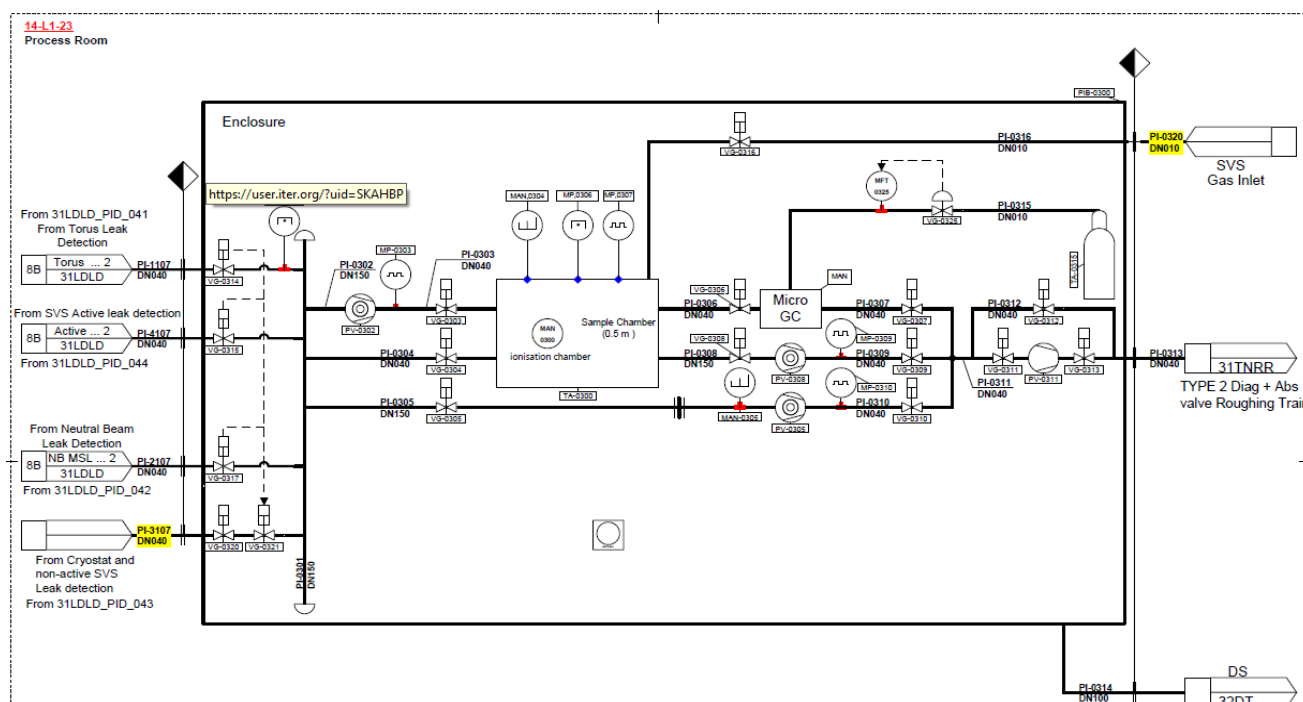 14-L1-23
Process Room
PIB-0300
Enclosure
https://user.iter.org/?uid=SKAHBP
VG-0316
PI-0316
DN010
PI-0320
DN010
SVS
Gas Inlet
MFT
0325
PI-0315
DN010
TA-0315
MAN,0304
MP,0306
MP,0307
From 31LDLD_PID_041
From Torus Leak
Detection
8B
Torus ... 2
31LDLD
PI-1107
DN040
VG-0314
MP-0303
PI-0302
DN150
PI-0303
DN040
PV-0302
VG-0303
From SVS Active leak detection
8B
Active ... 2
31LDLD
PI-4107
DN040
From 31LDLD_PID_044
PI-0304
DN040
VG-0304
PI-0305
DN150
VG-0305
MAN
0300
ionisation chamber
Sample Chamber
(0.5 m )
TA-0300
VG-0306
PI-0306
DN040
Micro
GC
MAN
PI-0307
DN040
VG-0307
VG-0308
PI-0308
DN150
MP-0309
PI-0309
DN040
VG-0309
MAN-0305
PV-0305
MP-0310
PI-0310
DN040
VG-0310
PI-0311
DN040
PI-0312
DN040
VG-0312
VG-0311
PV-0311
VG-0313
PI-0313
DN040
31TNRR
TYPE 2 Diag + Abs
valve Roughing Trai
From Neutral Beam
Leak Detection
8B
NB MSL ... 2
31LDLD
PI-2107
DN040
From 31LDLD_PID_042
VG-0317
PI-3107
DN040
VG-0320
VG-0321
From Cryostat and
non-active SVS
Leak detection
From 31LDLD_PID_043
PI-0301
DN150
PI-0314
DN100
DS
32DT